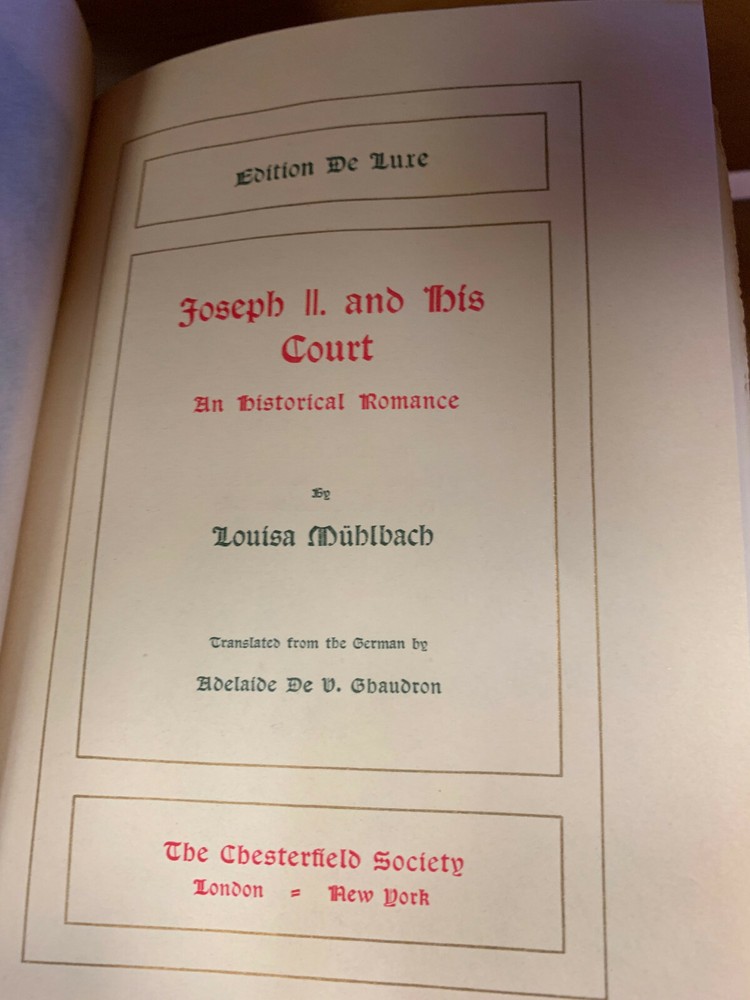 Edition De Luxe
Joseph II. and His
Court
An Historical Romance
By
Louisa Mühlbach
Translated from the German by
Adelaide De V. Ghaudron
The Chesterfield Society
London = New York